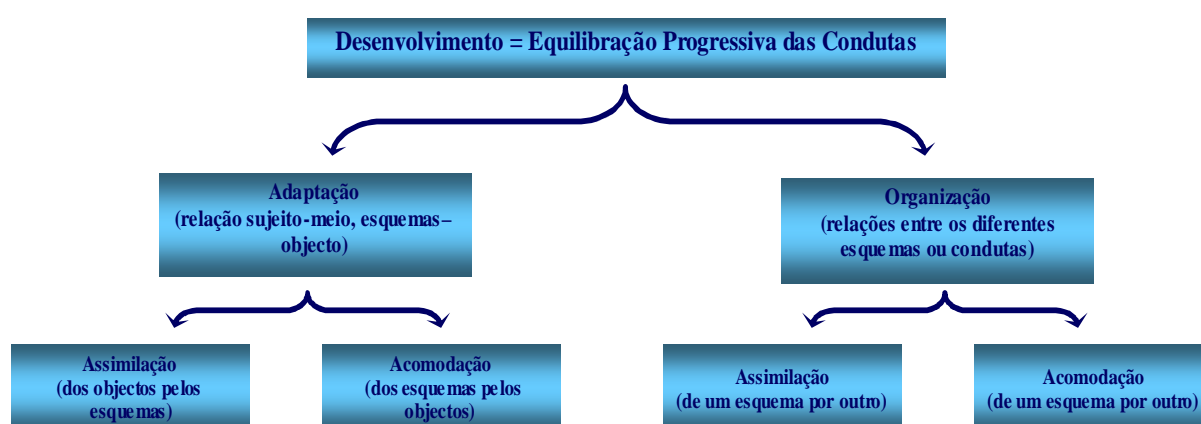 Desenvolvimento = Equilibração Progressiva das Condutas
Adaptação
(relação sujeito-meio, esquemas–
objecto)
Organização
(relações entre os diferentes
esquemas ou condutas)
Assimilação
(dos objectos pelos
esquemas)
Acomodação
(dos esquemas pelos
objectos)
Assimilação
(de um esquema por outro)
Acomodação
(de um esquema por outro)